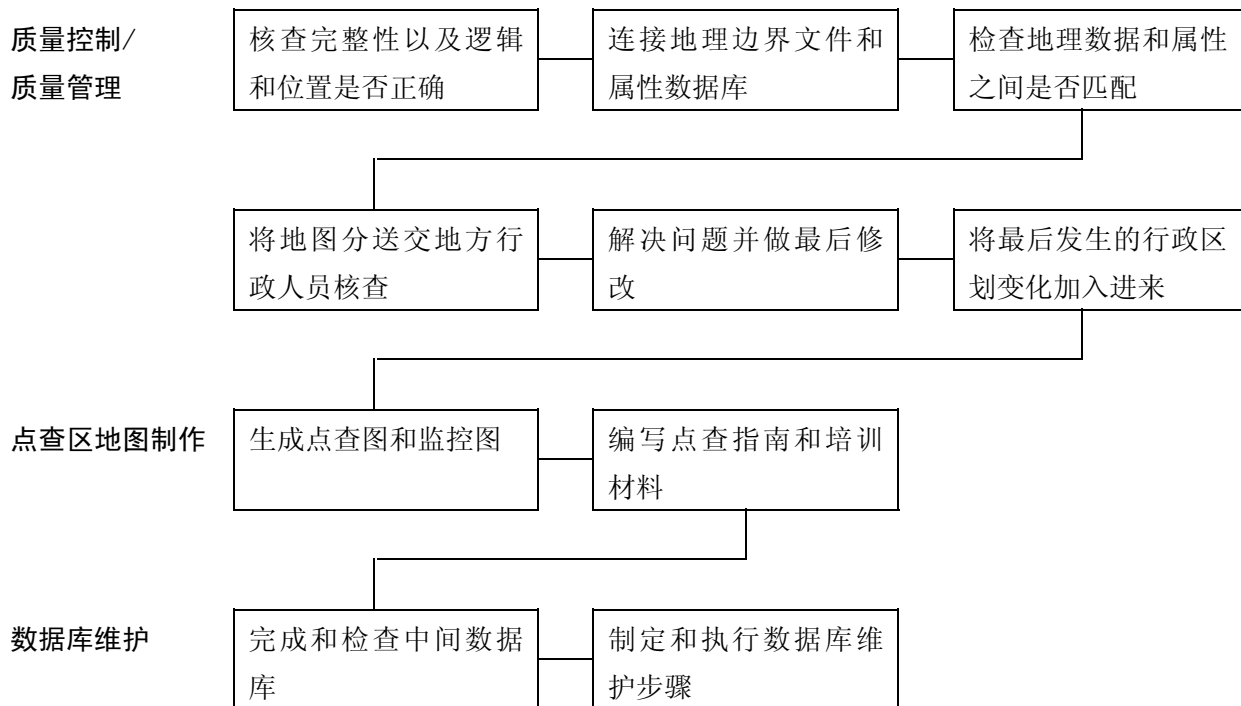 质量控制/
质量管理
核查完整性以及逻辑
和位置是否正确
连接地理边界文件和
属性数据库
检查地理数据和属性
之间是否匹配
将地图分送交地方行
政人员核查
解决问题并做最后修
改
将最后发生的行政区
划变化加入进来
点查区地图制作
生成点查图和监控图
编写点查指南和培训
材料
数据库维护
完成和检查中间数据
库
制定和执行数据库维
护步骤